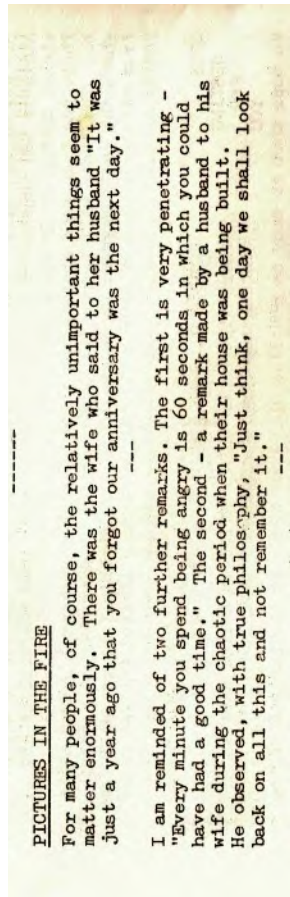 ------
PICTURES IN THE FIRE
For many people, of course, the relatively unimportant things seem to
matter enormously. There was the wife who said to her husband "It was
just a year ago that you forgot our anniversary was the next day."
---
I am reminded of two further remarks. The first is very penetrating -
"Every minute you spend being angry is 60 seconds in which you could
have had a good time." The second - a remark made by a husband to his
wife during the chaotic period when their house was being built.
He observed, with true philosophy, "Just think, one day we shall look
back on all this and not remember it."
---